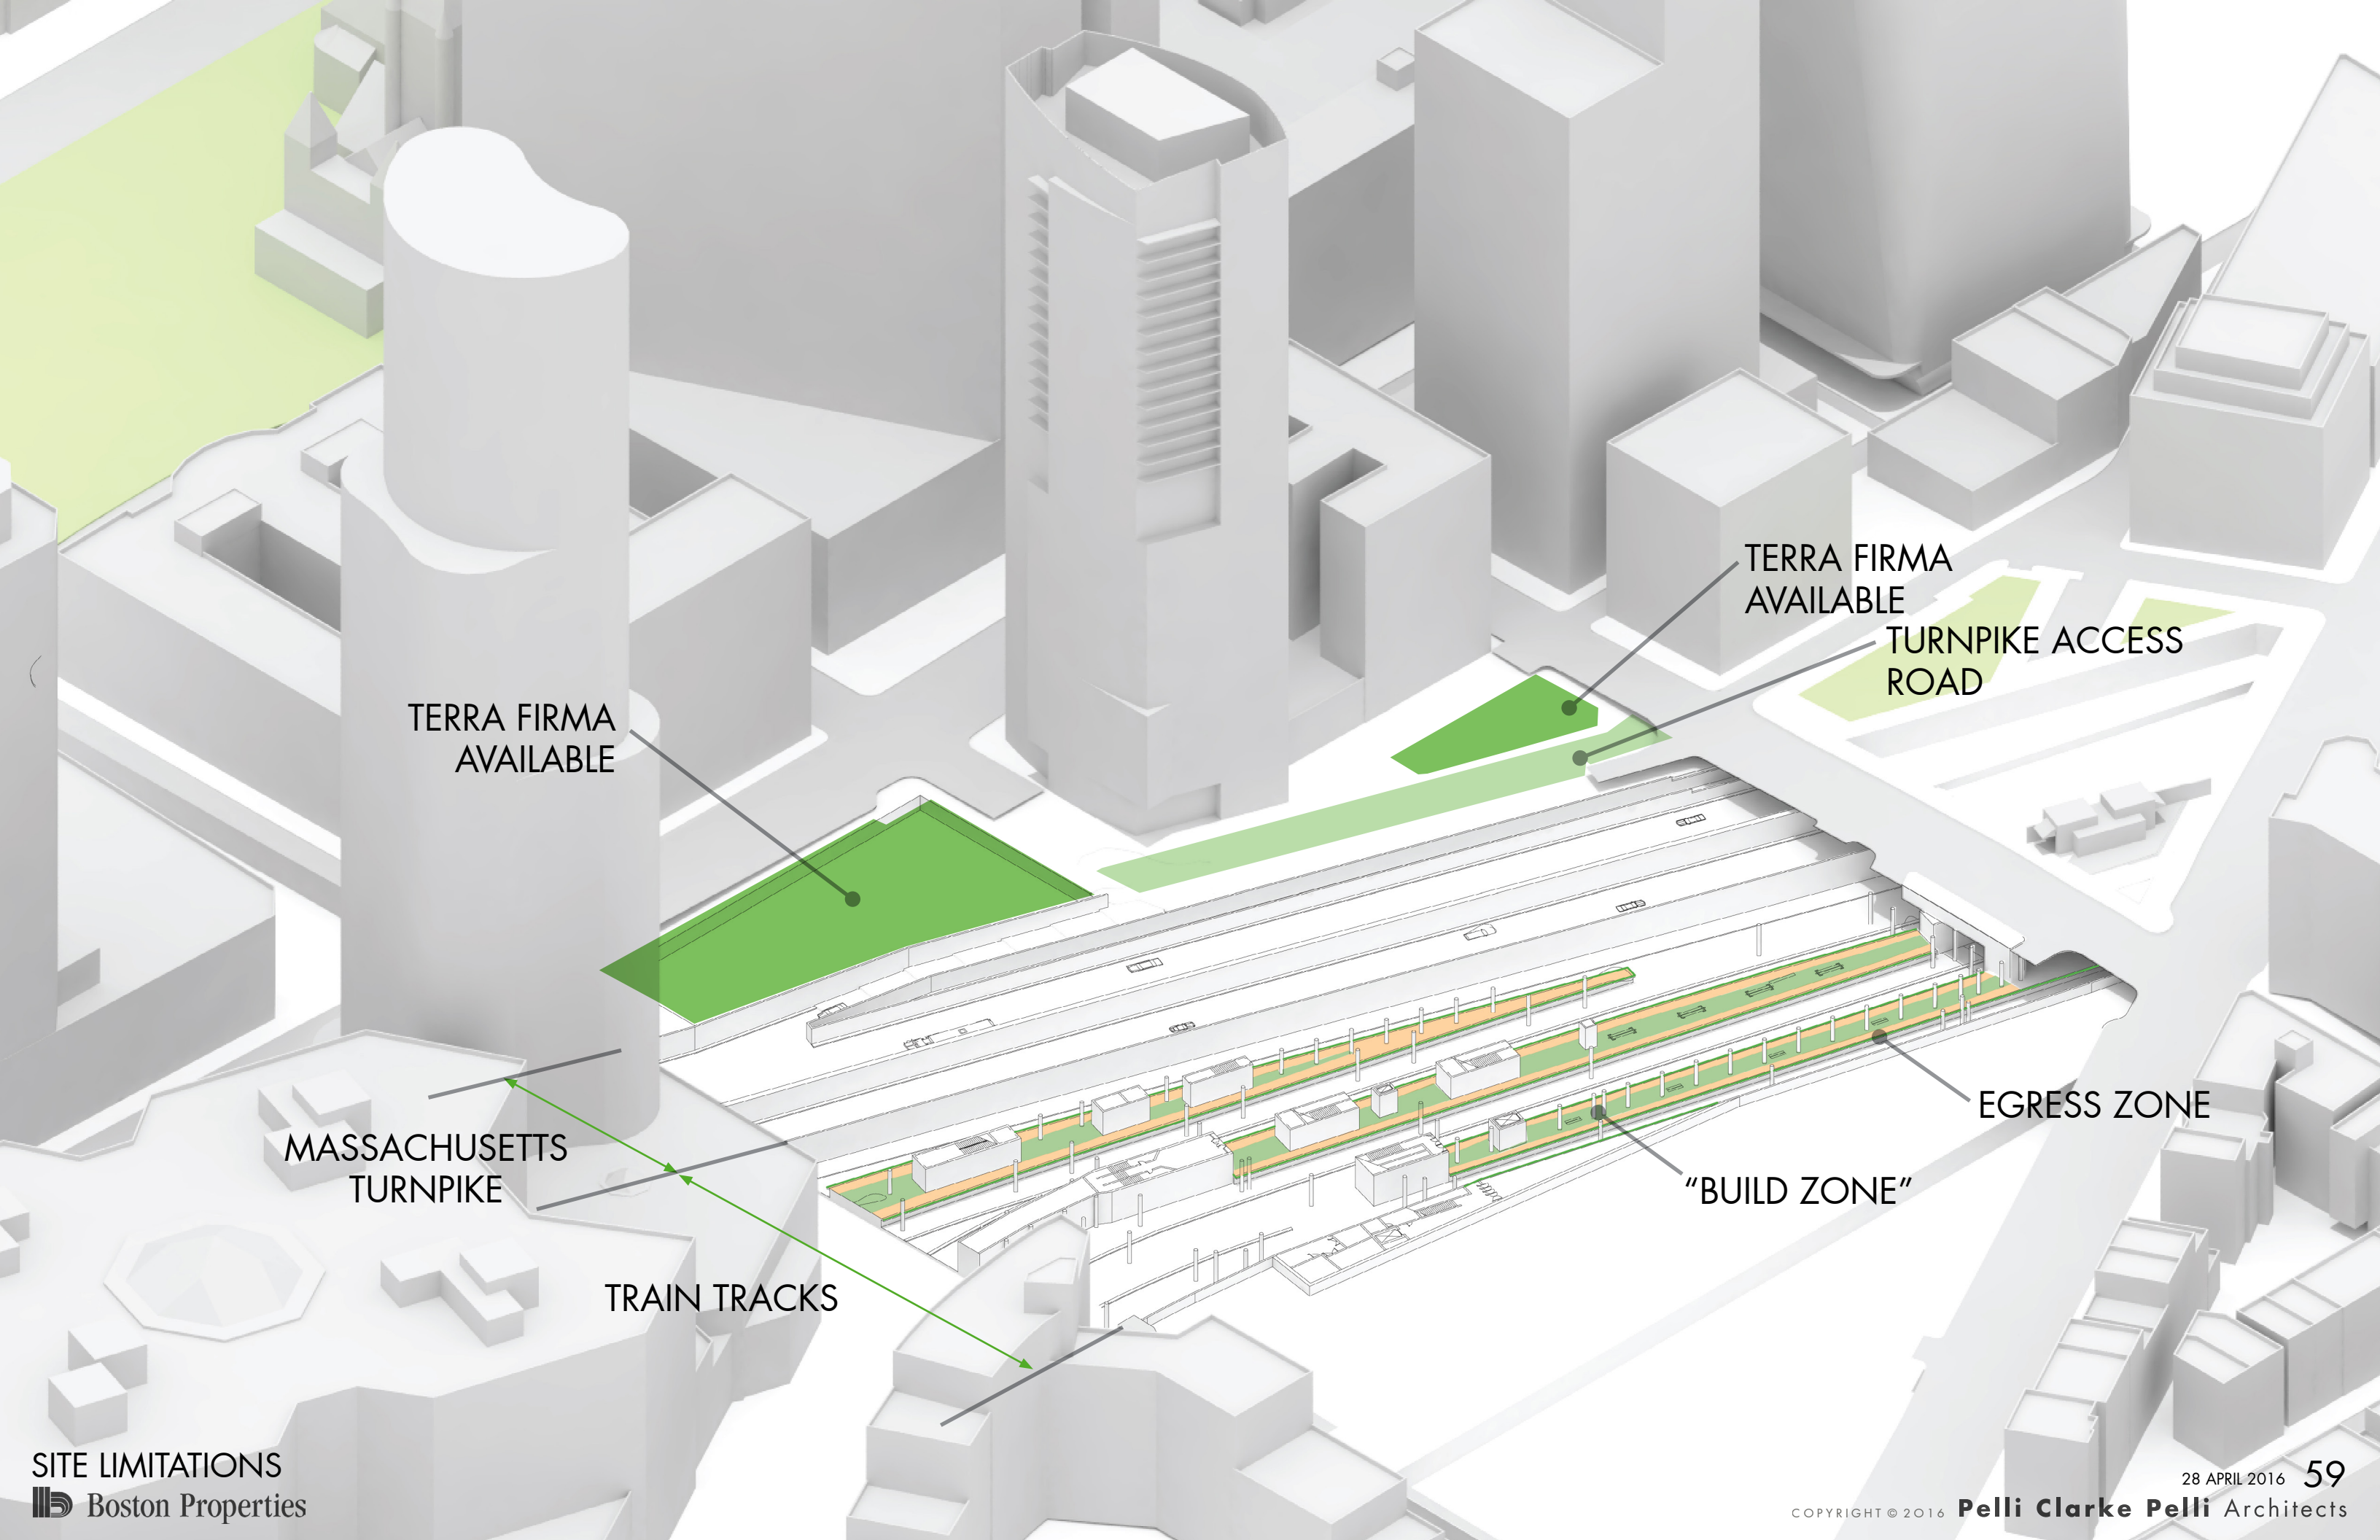 TERRA FIRMA
AVAILABLE
TURNPIKE ACCESS
ROAD
TERRA FIRMA
AVAILABLE
EGRESS ZONE
MASSACHUSETTS
TURNPIKE
“BUILD ZONE”
TRAIN TRACKS
SITE LIMITATIONS
Boston Properties
28 APRIL 2016 59
COPYRIGHT © 2016 Pelli Clarke Pelli Architects